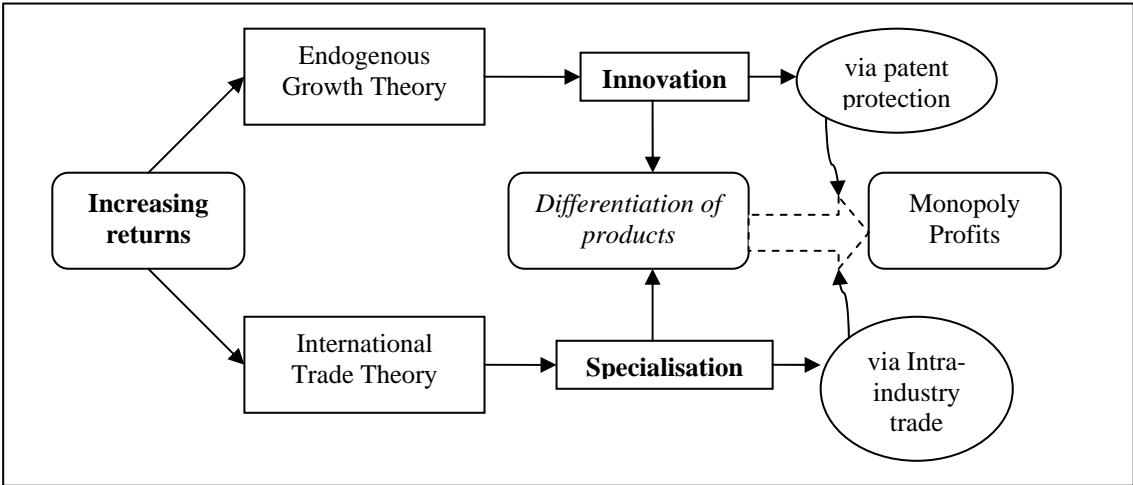 Endogenous
Growth Theory
Innovation
via patent
protection
Increasing
returns
Differentiation of
products
Monopoly
Profits
International
Trade Theory
Specialisation
via Intra-
industry
trade